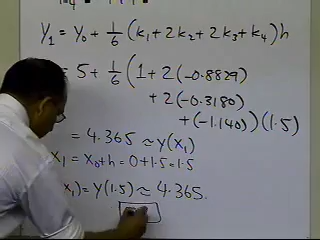 y₁ = y₀ + 1/6 (k₁ + 2k₂ + 2k₃ + k₄) h
= 5 + 1/6 (1 + 2(-0.8829)
+ 2(-0.3180)
+ (-1.140)) (1.5)
= 4.365 ≈ y(x₁)
x₁ = x₀ + h = 0 + 1.5 = 1.5
x₁) = y(1.5) ≈ 4.365.